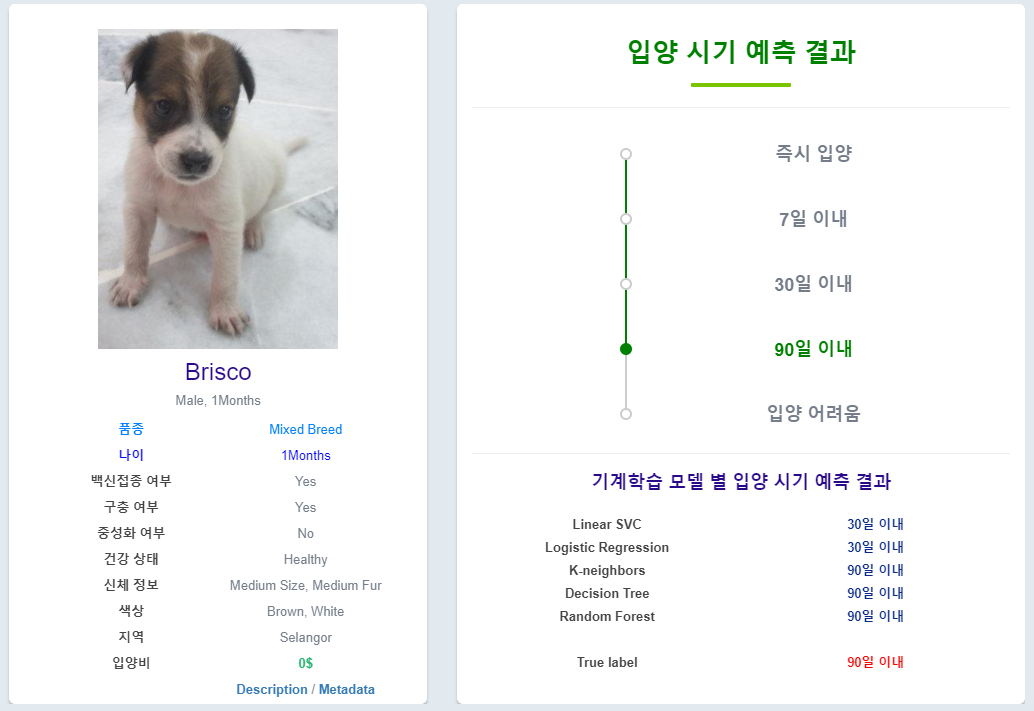 Brisco
Male, 1Months
품종 Mixed Breed
나이 1Months
백신접종 여부 Yes
구충 여부 Yes
중성화 여부 No
건강 상태 Healthy
신체 정보 Medium Size, Medium Fur
색상 Brown, White
지역 Selangor
입양비 0$
Description / Metadata
입양 시기 예측 결과
즉시 입양
7일 이내
30일 이내
90일 이내
입양 어려움
기계학습 모델 별 입양 시기 예측 결과
Linear SVC 30일 이내
Logistic Regression 30일 이내
K-neighbors 90일 이내
Decision Tree 90일 이내
Random Forest 90일 이내
True label 90일 이내